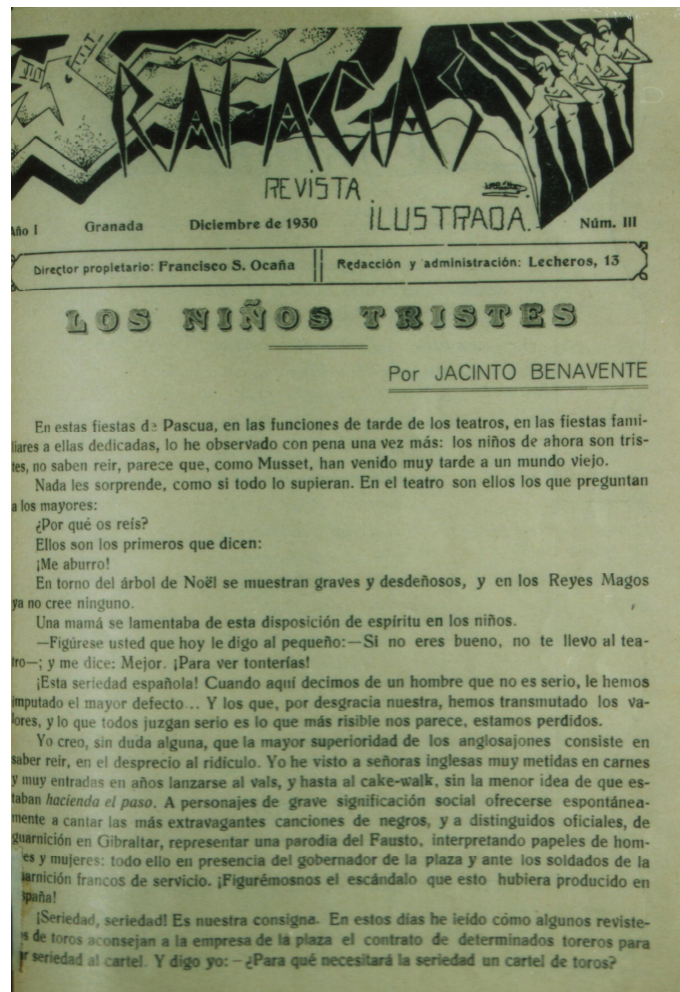 RAFAGAS
REVISTA
ILUSTRADA.
Año I Granada Diciembre de 1930 Núm. III
Director propietario: Francisco S. Ocaña Redacción y administración: Lecheros, 13
LOS NIÑOS TRISTES
Por JACINTO BENAVENTE
En estas fiestas de Pascua, en las funciones de tarde de los teatros, en las fiestas fami-
liares a ellas dedicadas, lo he observado con pena una vez más: los niños de ahora son tris-
tes, no saben reir, parece que, como Musset, han venido muy tarde a un mundo viejo.
Nada les sorprende, como si todo lo supieran. En el teatro son ellos los que preguntan
a los mayores:
¿Por qué os reís?
Ellos son los primeros que dicen:
¡Me aburro!
En torno del árbol de Noël se muestran graves y desdeñosos, y en los Reyes Magos
ya no cree ninguno.
Una mamá se lamentaba de esta disposición de espíritu en los niños.
—Figúrese usted que hoy le digo al pequeño:—Si no eres bueno, no te llevo al tea-
tro—; y me dice: Mejor. ¡Para ver tonterías!
¡Esta seriedad española! Cuando aquí decimos de un hombre que no es serio, le hemos
imputado el mayor defecto... Y los que, por desgracia nuestra, hemos transmutado los va-
lores, y lo que todos juzgan serio es lo que más risible nos parece, estamos perdidos.
Yo creo, sin duda alguna, que la mayor superioridad de los anglosajones consiste en
saber reir, en el desprecio al ridículo. Yo he visto a señoras inglesas muy metidas en carnes
y muy entradas en años lanzarse al vals, y hasta al cake-walk, sin la menor idea de que es-
taban hacienda el paso. A personajes de grave significación social ofrecerse espontánea-
mente a cantar las más extravagantes canciones de negros, y a distinguidos oficiales, de
guarnición en Gibraltar, representar una parodia del Fausto, interpretando papeles de hom-
es y mujeres: todo ello en presencia del gobernador de la plaza y ante los soldados de la
uarnición francos de servicio. ¡Figurémosnos el escándalo que esto hubiera producido en
spaña!
¡Seriedad, seriedad! Es nuestra consigna. En estos días he leído cómo algunos reviste-
s de toros aconsejan a la empresa de la plaza el contrato de determinados toreros para
r seriedad al cartel. Y digo yo:—¿Para qué necesitará la seriedad un cartel de toros?